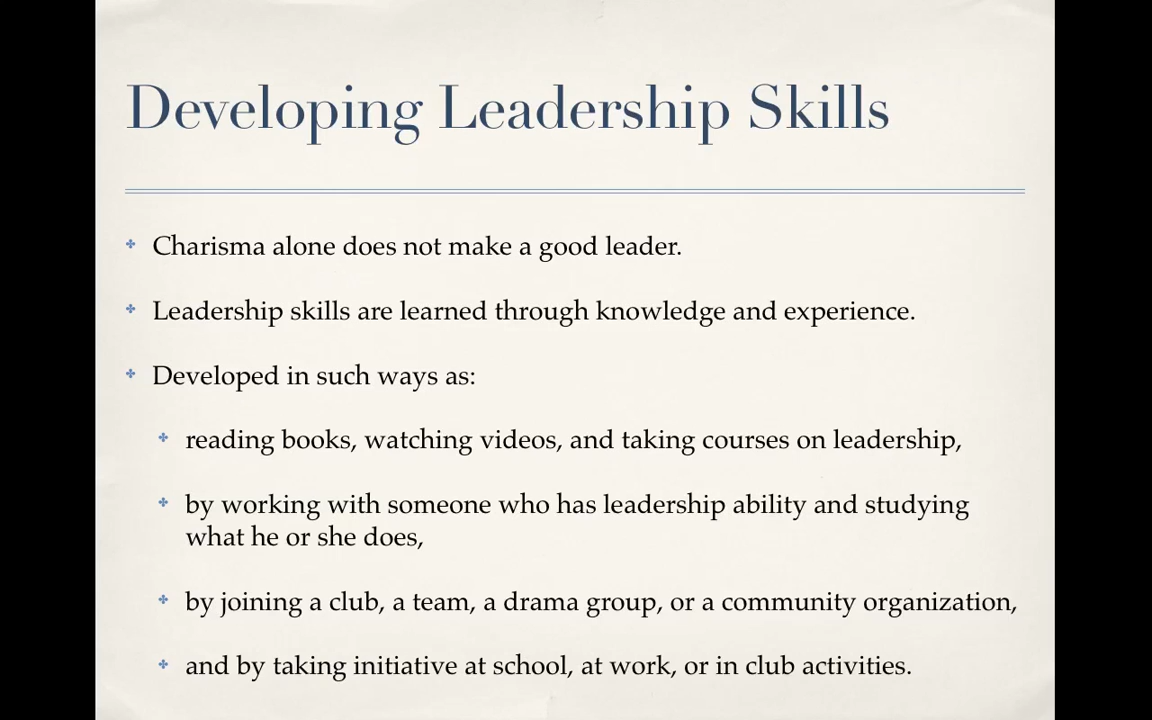 Developing Leadership Skills
Charisma alone does not make a good leader.
Leadership skills are learned through knowledge and experience.
Developed in such ways as:
reading books, watching videos, and taking courses on leadership,
by working with someone who has leadership ability and studying
what he or she does,
by joining a club, a team, a drama group, or a community organization,
and by taking initiative at school, at work, or in club activities.